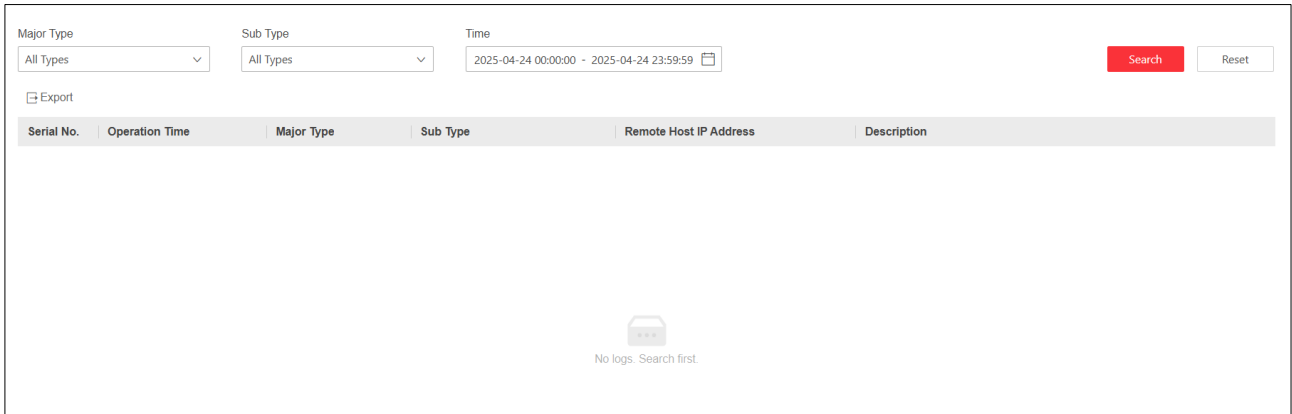 Major Type Sub Type Time
All Types All Types 2025-04-24 00:00:00 - 2025-04-24 23:59:59 Search Reset
Export
Serial No. Operation Time Major Type Sub Type Remote Host IP Address Description
No logs. Search first.